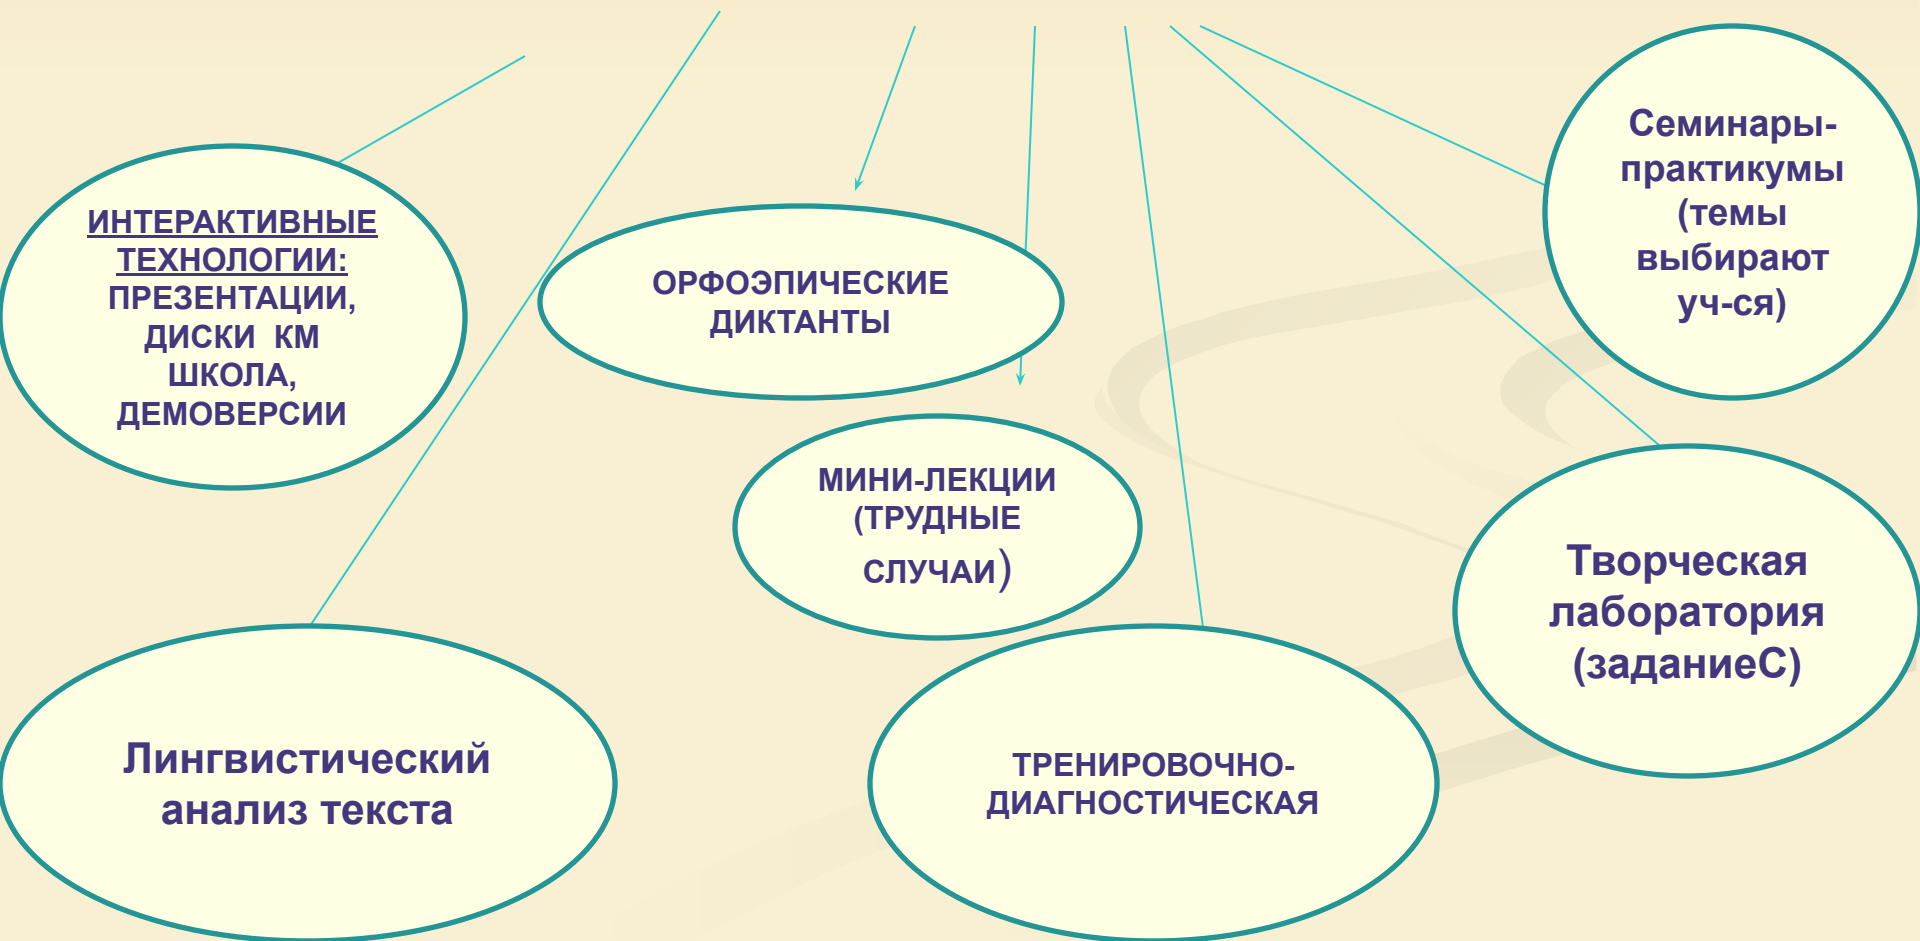 ИНТЕРАКТИВНЫЕ
ТЕХНОЛОГИИ:
ПРЕЗЕНТАЦИИ,
ДИСКИ КМ
ШКОЛА,
ДЕМОВЕРСИИ
ОРФОЭПИЧЕСКИЕ
ДИКТАНТЫ
Семинары-
практикумы
(темы
выбирают
уч-ся)
МИНИ-ЛЕКЦИИ
(ТРУДНЫЕ
СЛУЧАИ)
Творческая
лаборатория
(заданиеС)
Лингвистический
анализ текста
ТРЕНИРОВОЧНО-
ДИАГНОСТИЧЕСКАЯ